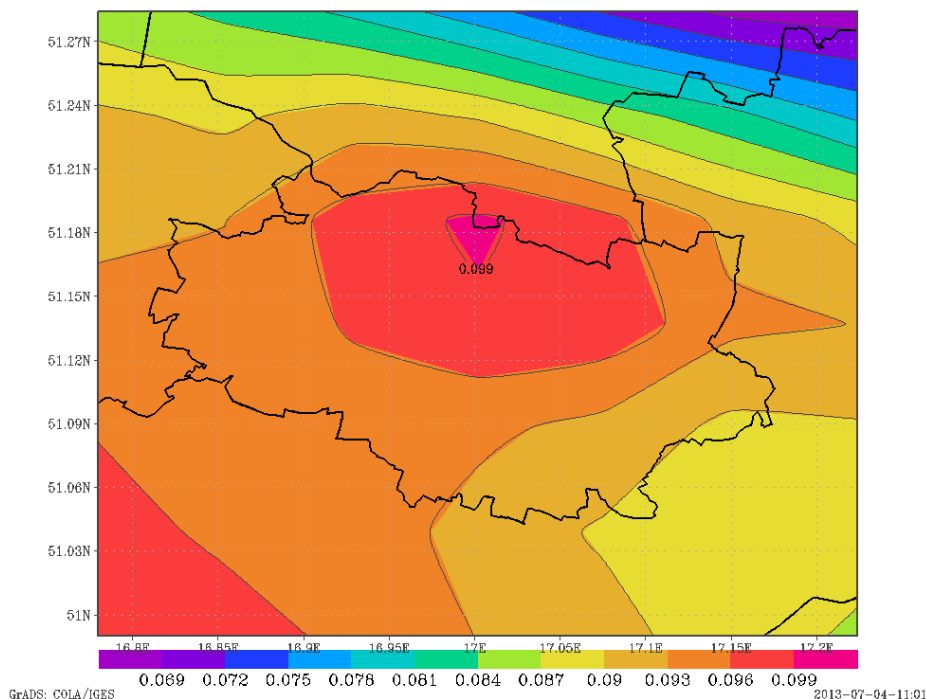 51.27N
51.24N
51.21N
51.18N
51.15N
51.12N
51.09N
51.06N
51.03N
51N
0.099
16.8E 16.85E 16.9E 16.95E 17E 17.05E 17.1E 17.15E 17.2E
0.069 0.072 0.075 0.078 0.081 0.084 0.087 0.09 0.093 0.096 0.099
GrADS: COLA/IGES 2013-07-04-11:01